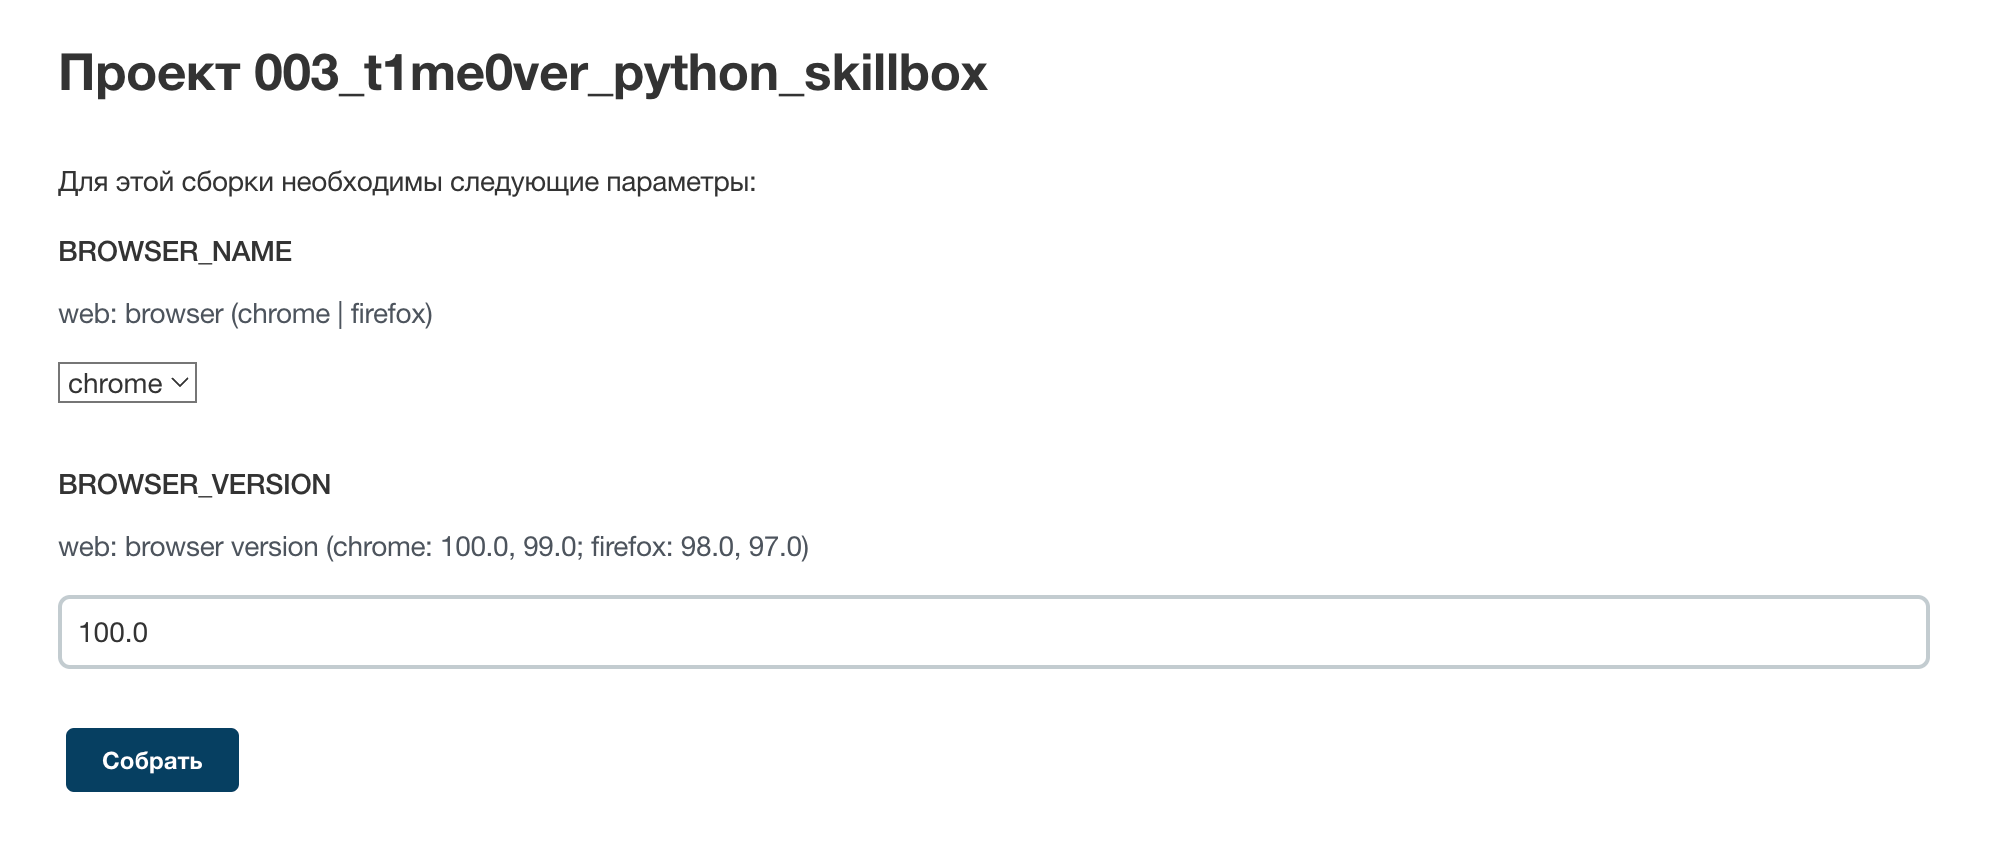 Проект 003_t1me0ver_python_skillbox
Для этой сборки необходимы следующие параметры:
BROWSER_NAME
web: browser (chrome | firefox)
chrome
BROWSER_VERSION
web: browser version (chrome: 100.0, 99.0; firefox: 98.0, 97.0)
100.0
Собрать